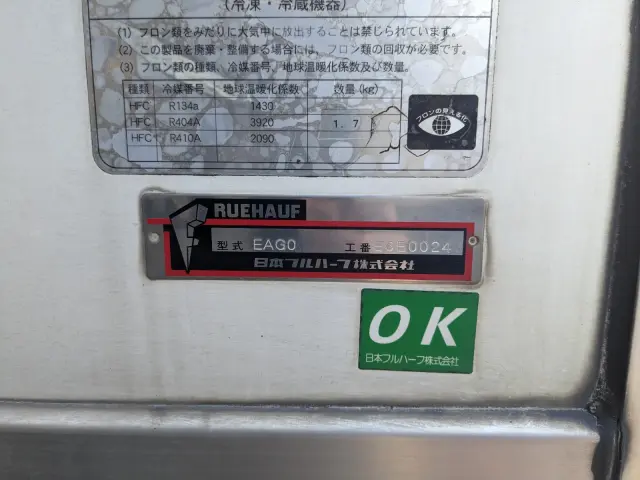 (冷凍・冷蔵機器)
(1) フロン類をみだりに大気中に放出することは禁じられています。
(2) この製品を廃棄・整備する場合には、フロン類の回収が必要です。
(3) フロン類の種類、冷媒番号、地球温暖化係数及び数量。
種類 冷媒番号 地球温暖化係数 数量(kg)
HFC R134a 1430
HFC R404A 3920 1.7
HFC R410A 2090
フロンの見える化
FRUEHAUF
型式 EAG0 工番
日本フルハーフ株式会社
OK
日本フルハーフ株式会社